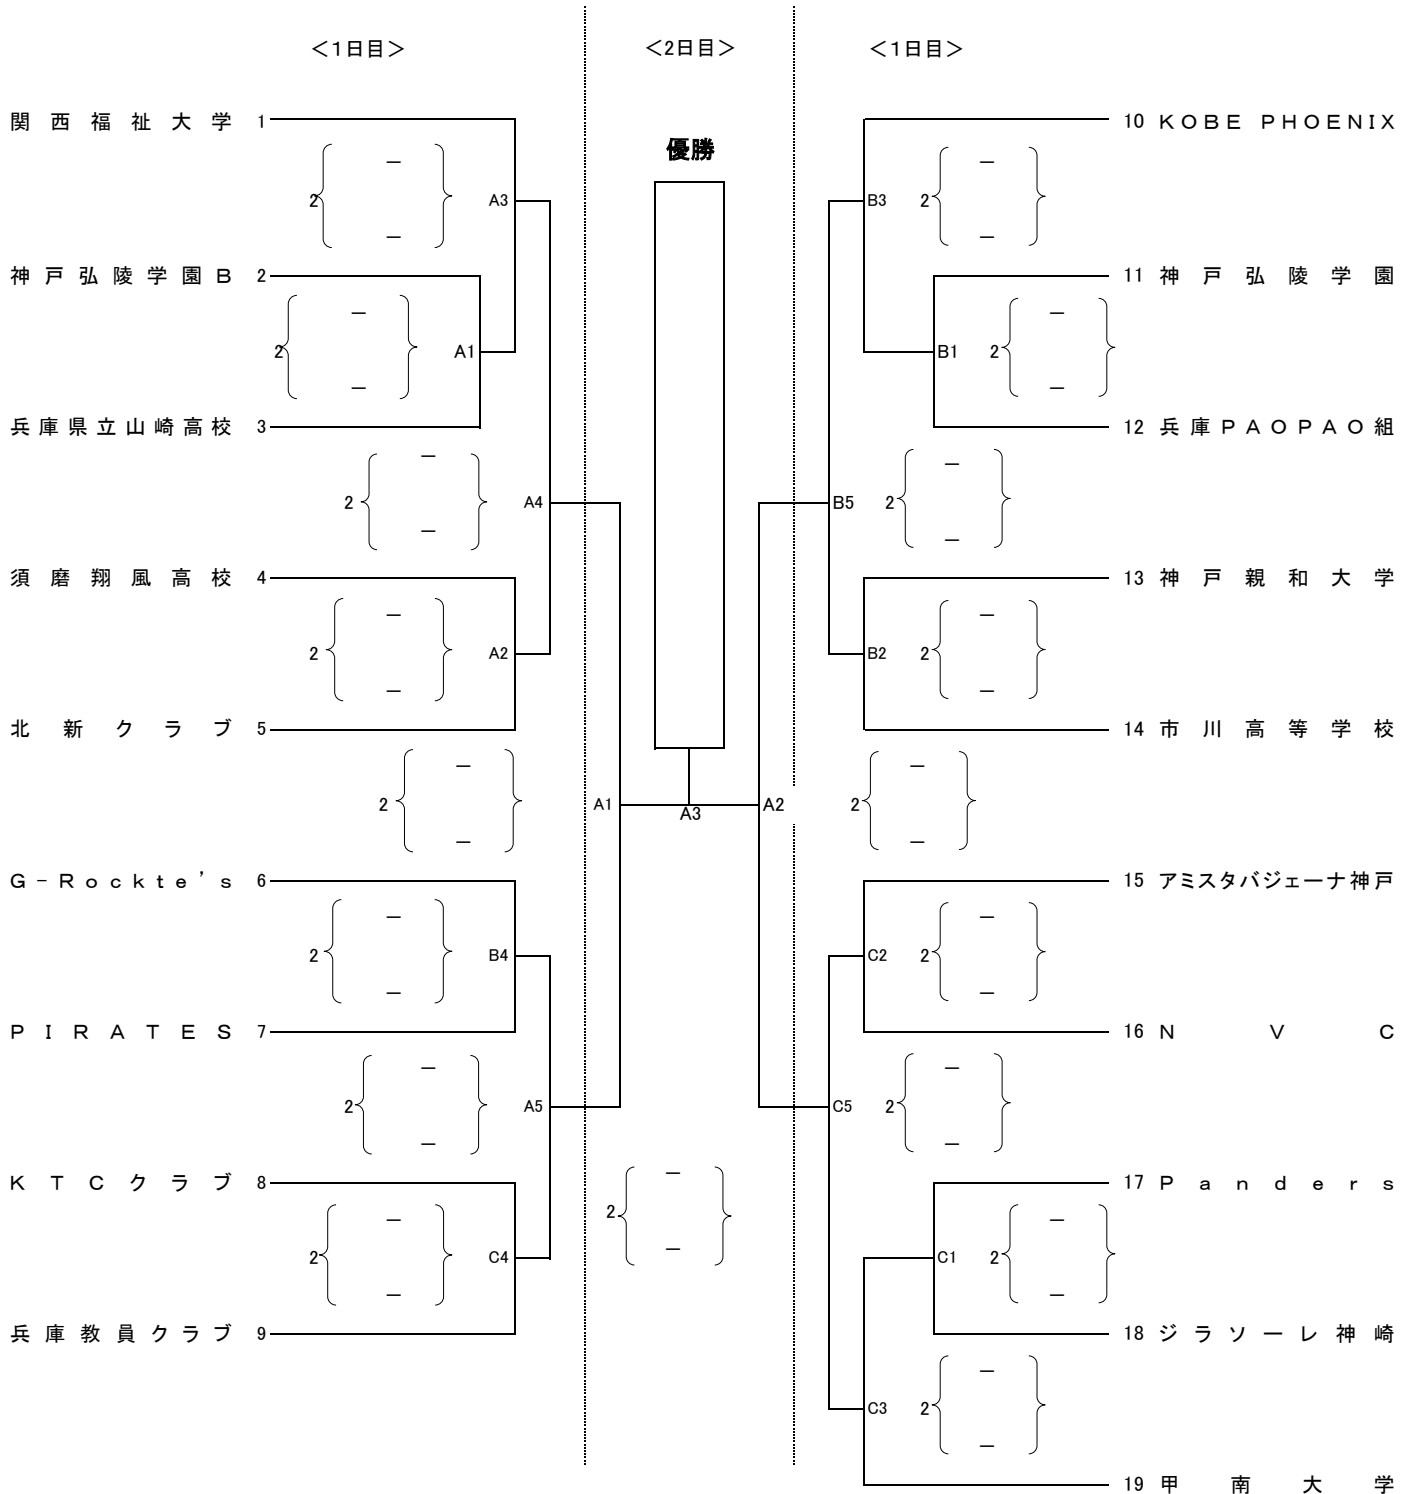 ＜1日目＞ ＜2日目＞ ＜1日目＞
関西福祉大学 1 10 KOBE PHOENIX
優勝
－ －
2 A3 B3 2
－ －
神戸弘陵学園B 2 11 神戸弘陵学園
－ －
2 A1 B1 2
－ －
兵庫県立山崎高校 3 12 兵庫PAOPAO組
－ －
2 A4 B5 2
－ －
須磨翔風高校 4 13 神戸親和大学
－ －
2 A2 B2 2
－ －
北新クラブ 5 14 市川高等学校
－ －
2 A1 A3 A2 2
－ －
G－Rockte’s 6 15 アミスタバジェーナ神戸
－ －
2 B4 C2 2
－ －
PIRATES 7 16 NVC
－ －
2 A5 C5 2
－ －
KTCクラブ 8 17 Panders
－
2
－
－ －
2 C4 C1 2
－ －
兵庫教員クラブ 9 18 ジラソーレ神崎
－
C3 2
－
19 甲南大学